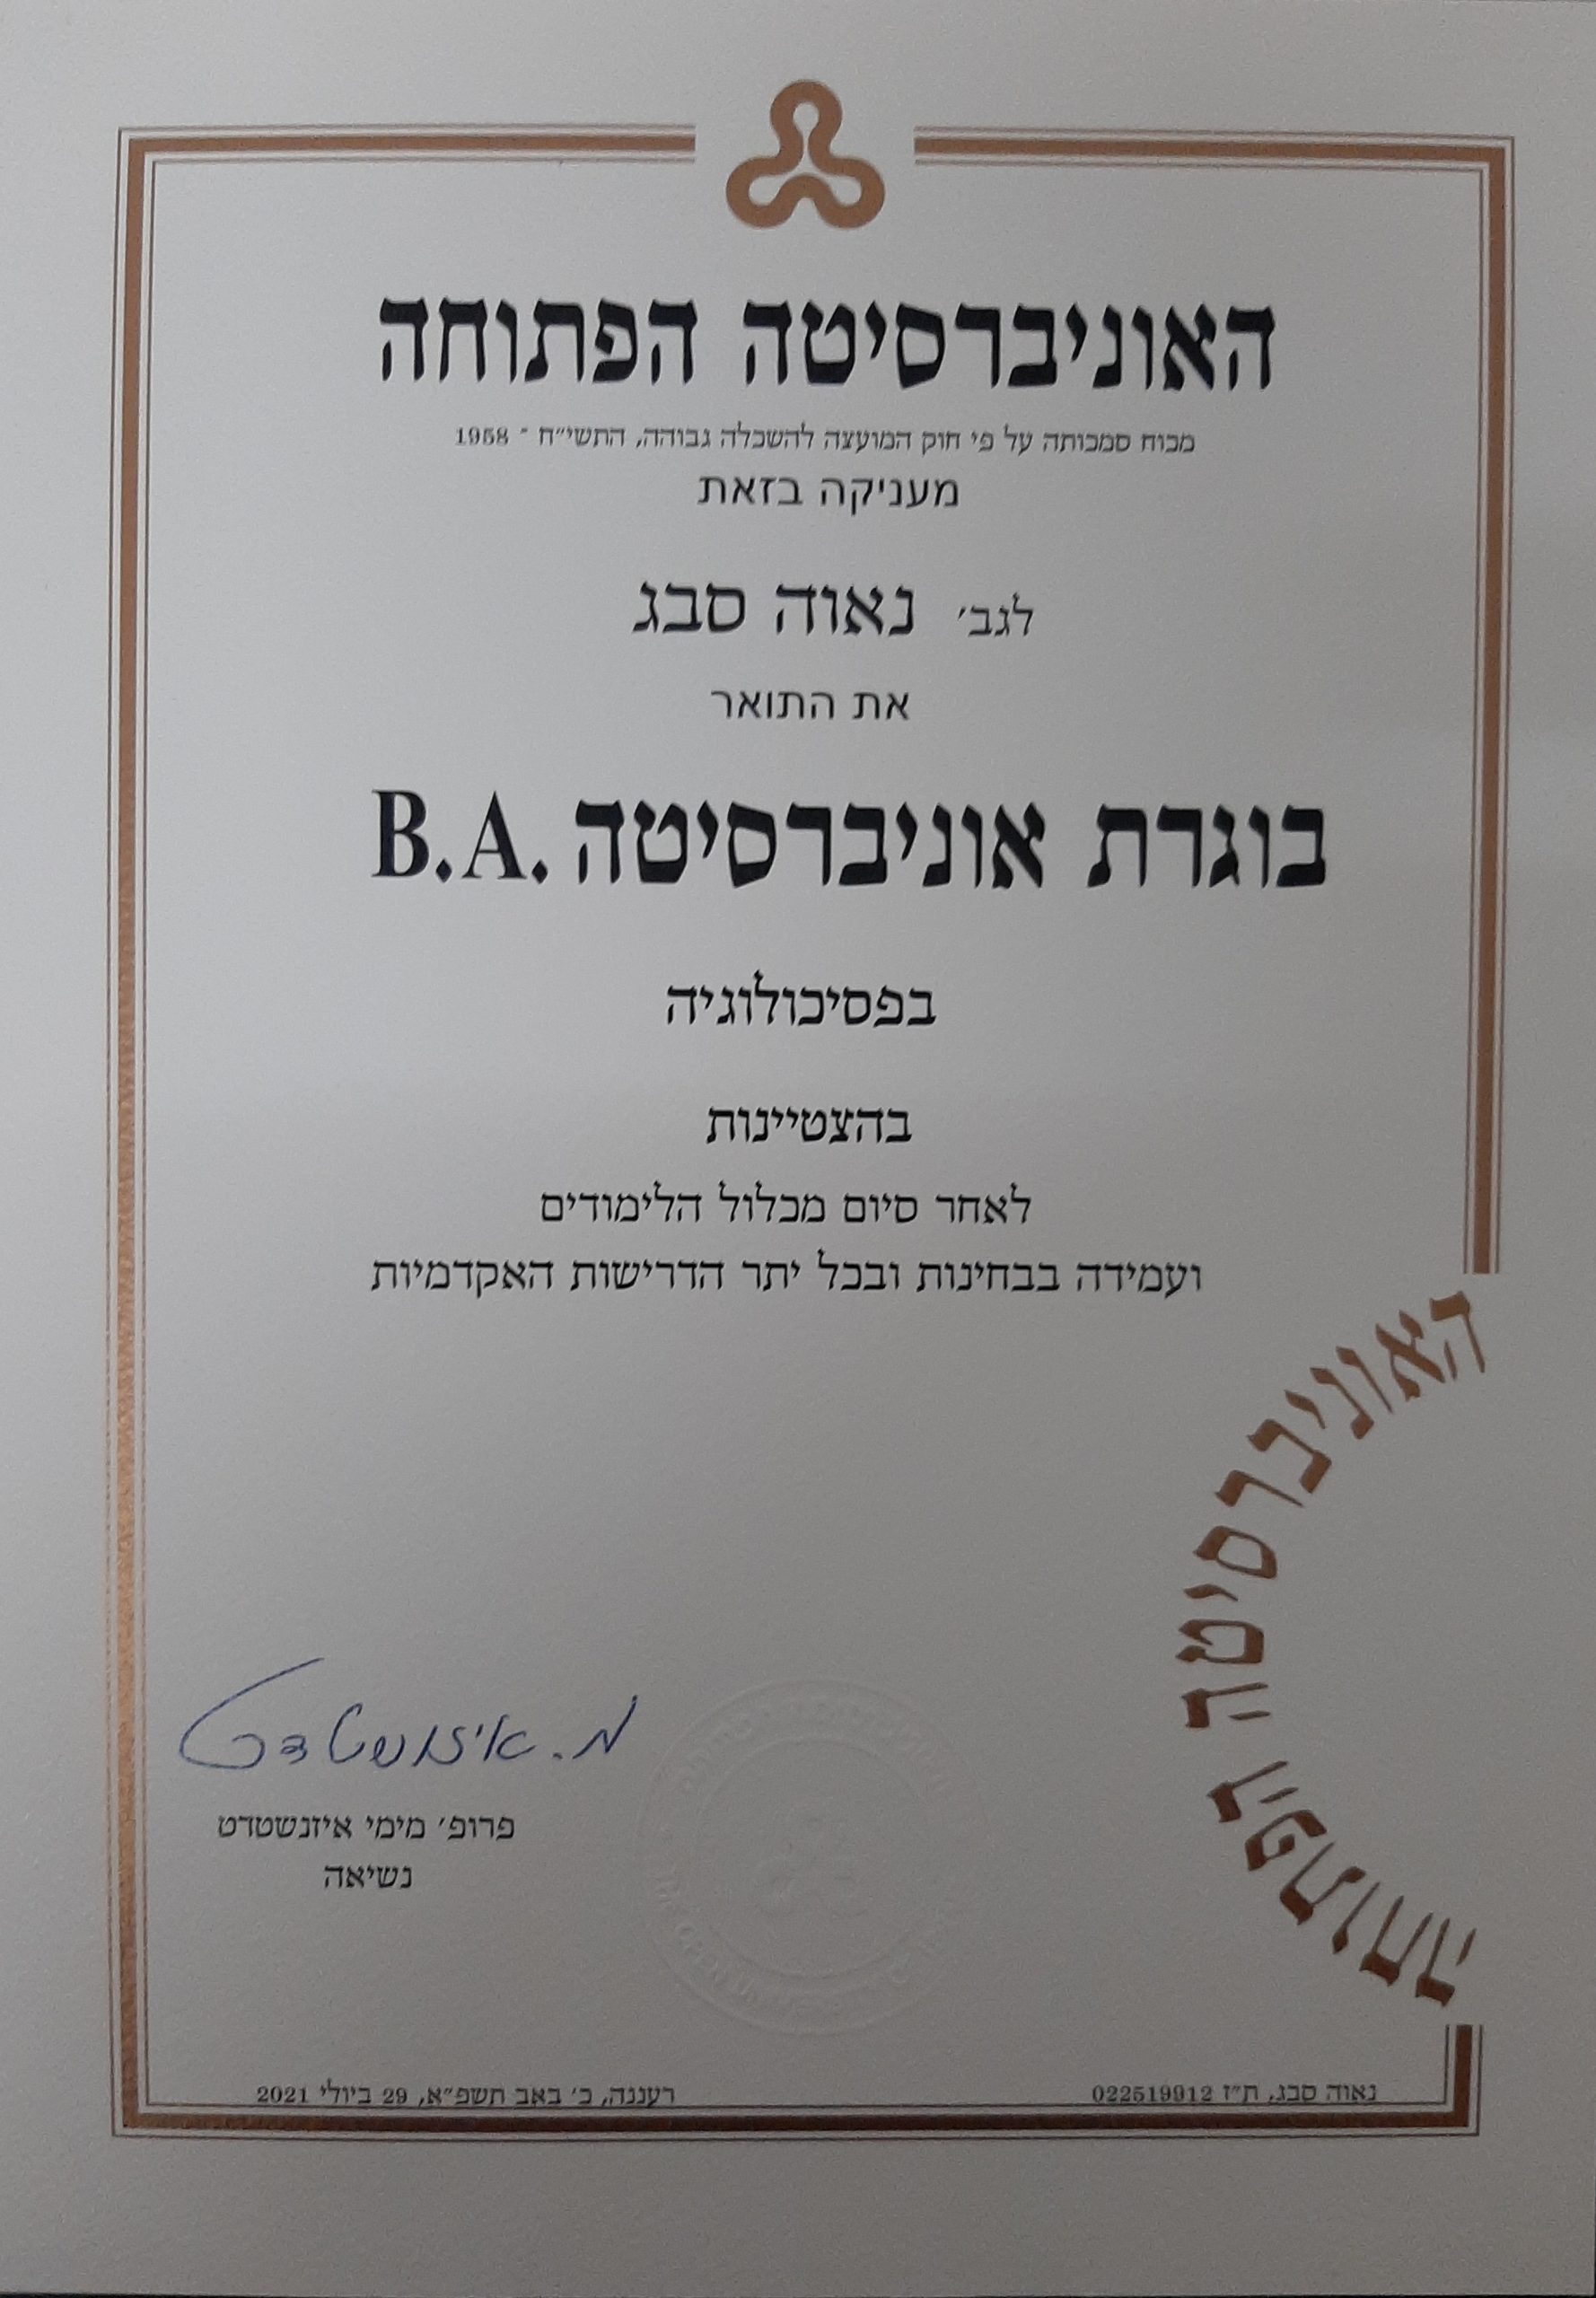 האוניברסיטה הפתוחה
מכוח סמכותה על פי חוק המועצה להשכלה גבוהה, התשי״ח - 1958
מעניקה בזאת
לגב׳ נאוה סבג
את התואר
בוגרת אוניברסיטה B.A.
בפסיכולוגיה
בהצטיינות
לאחר סיום מכלול הלימודים
ועמידה בבחינות ובכל יתר הדרישות האקדמיות
האוניברסיטה הפתוחה
מ. איזנשטדט
פרופ׳ מימי איזנשטדט
נשיאה
נאוה סבג, ת״ז 022519912
רעננה, כ׳ באב תשפ״א, 29 ביולי 2021